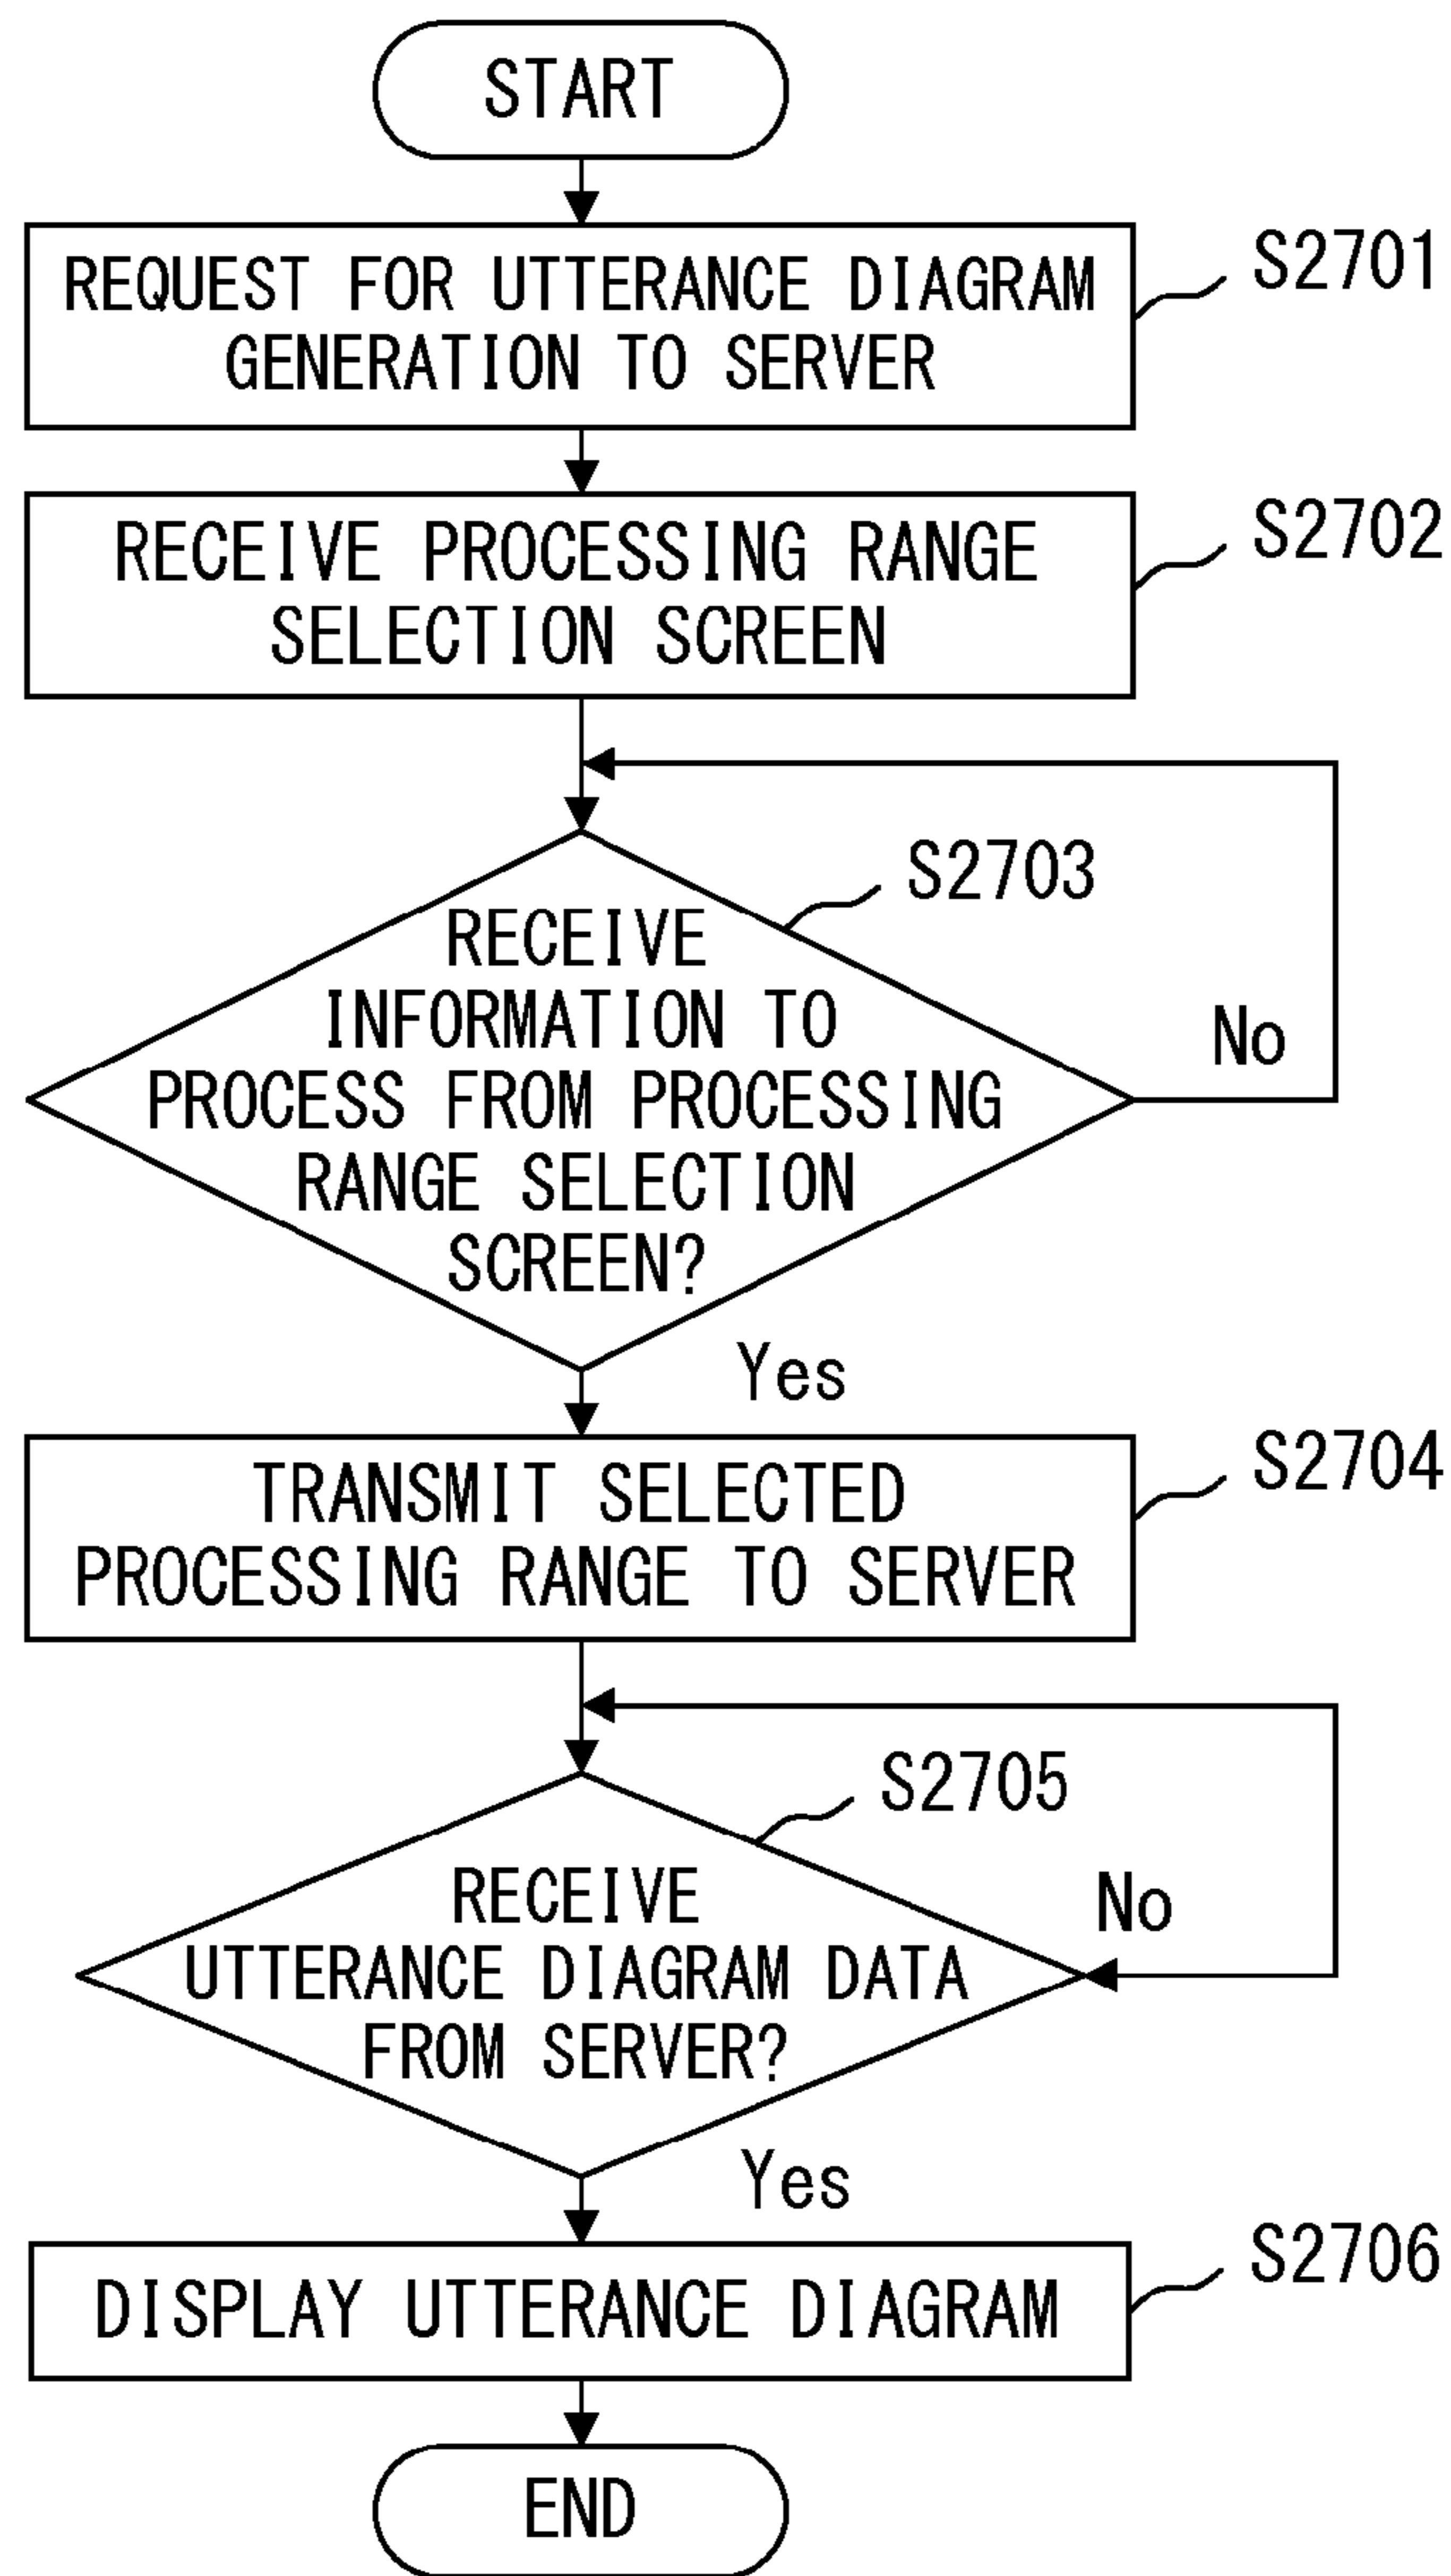 START
REQUEST FOR UTTERANCE DIAGRAM
GENERATION TO SERVER
S2701
RECEIVE PROCESSING RANGE
SELECTION SCREEN
S2702
S2703
RECEIVE
INFORMATION TO
PROCESS FROM PROCESSING
RANGE SELECTION
SCREEN?
No
Yes
TRANSMIT SELECTED
PROCESSING RANGE TO SERVER
S2704
S2705
RECEIVE
UTTERANCE DIAGRAM DATA
FROM SERVER?
No
Yes
DISPLAY UTTERANCE DIAGRAM
S2706
END